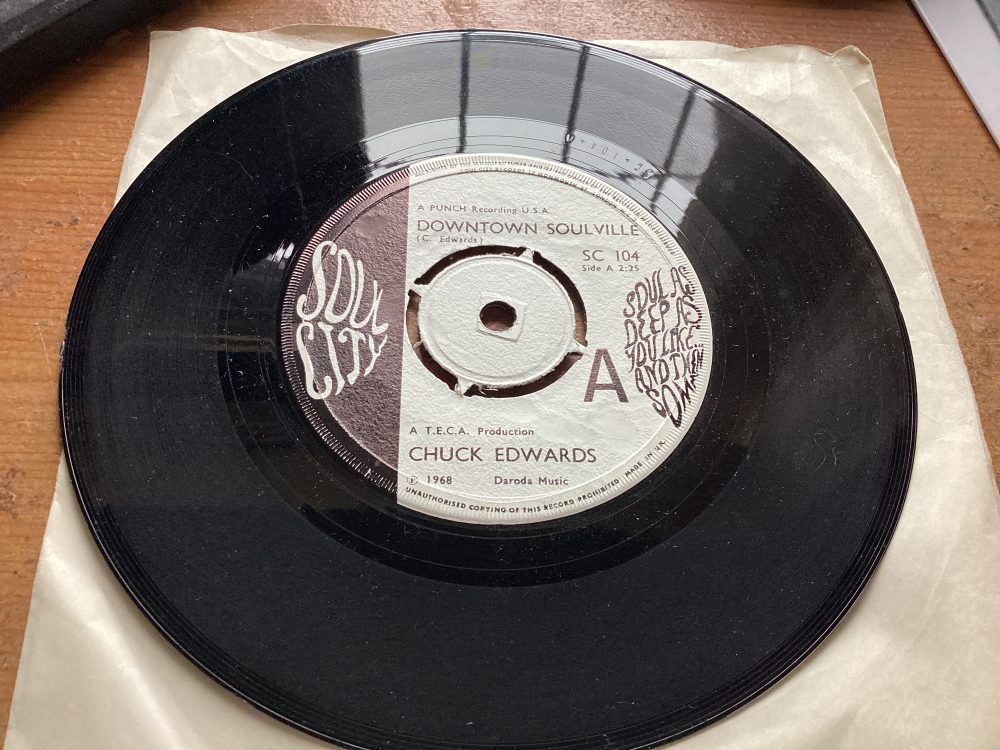 A PUNCH Recording U.S.A.
DOWNTOWN SOULVILLE
(C. Edwards)
SC 104
Side A 2:25
SOUL
CITY
SOUL AS
DEEP AS
YOU LIKE
AND THEN
SOME
A
A T.E.C.A. Production
CHUCK EDWARDS
℗ 1968 Daroda Music
UNAUTHORISED COPYING OF THIS RECORD PROHIBITED MADE IN U.K.